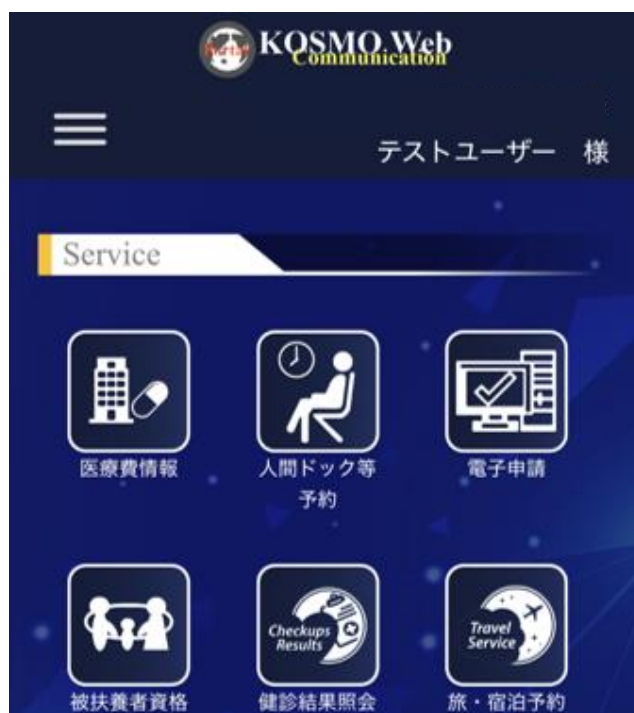 Portal
KOSMO Web
Communication
テストユーザー 様
Service
医療費情報
人間ドック等
予約
電子申請
被扶養者資格
Checkups
Results
健診結果照会
Travel
Service
旅・宿泊予約